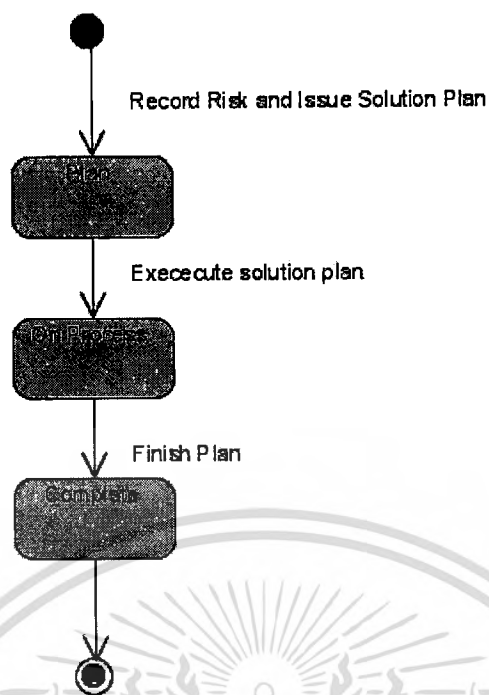 Record Risk and Issue Solution Plan
Plan
Exececute solution plan
On Process
Finish Plan
Complete